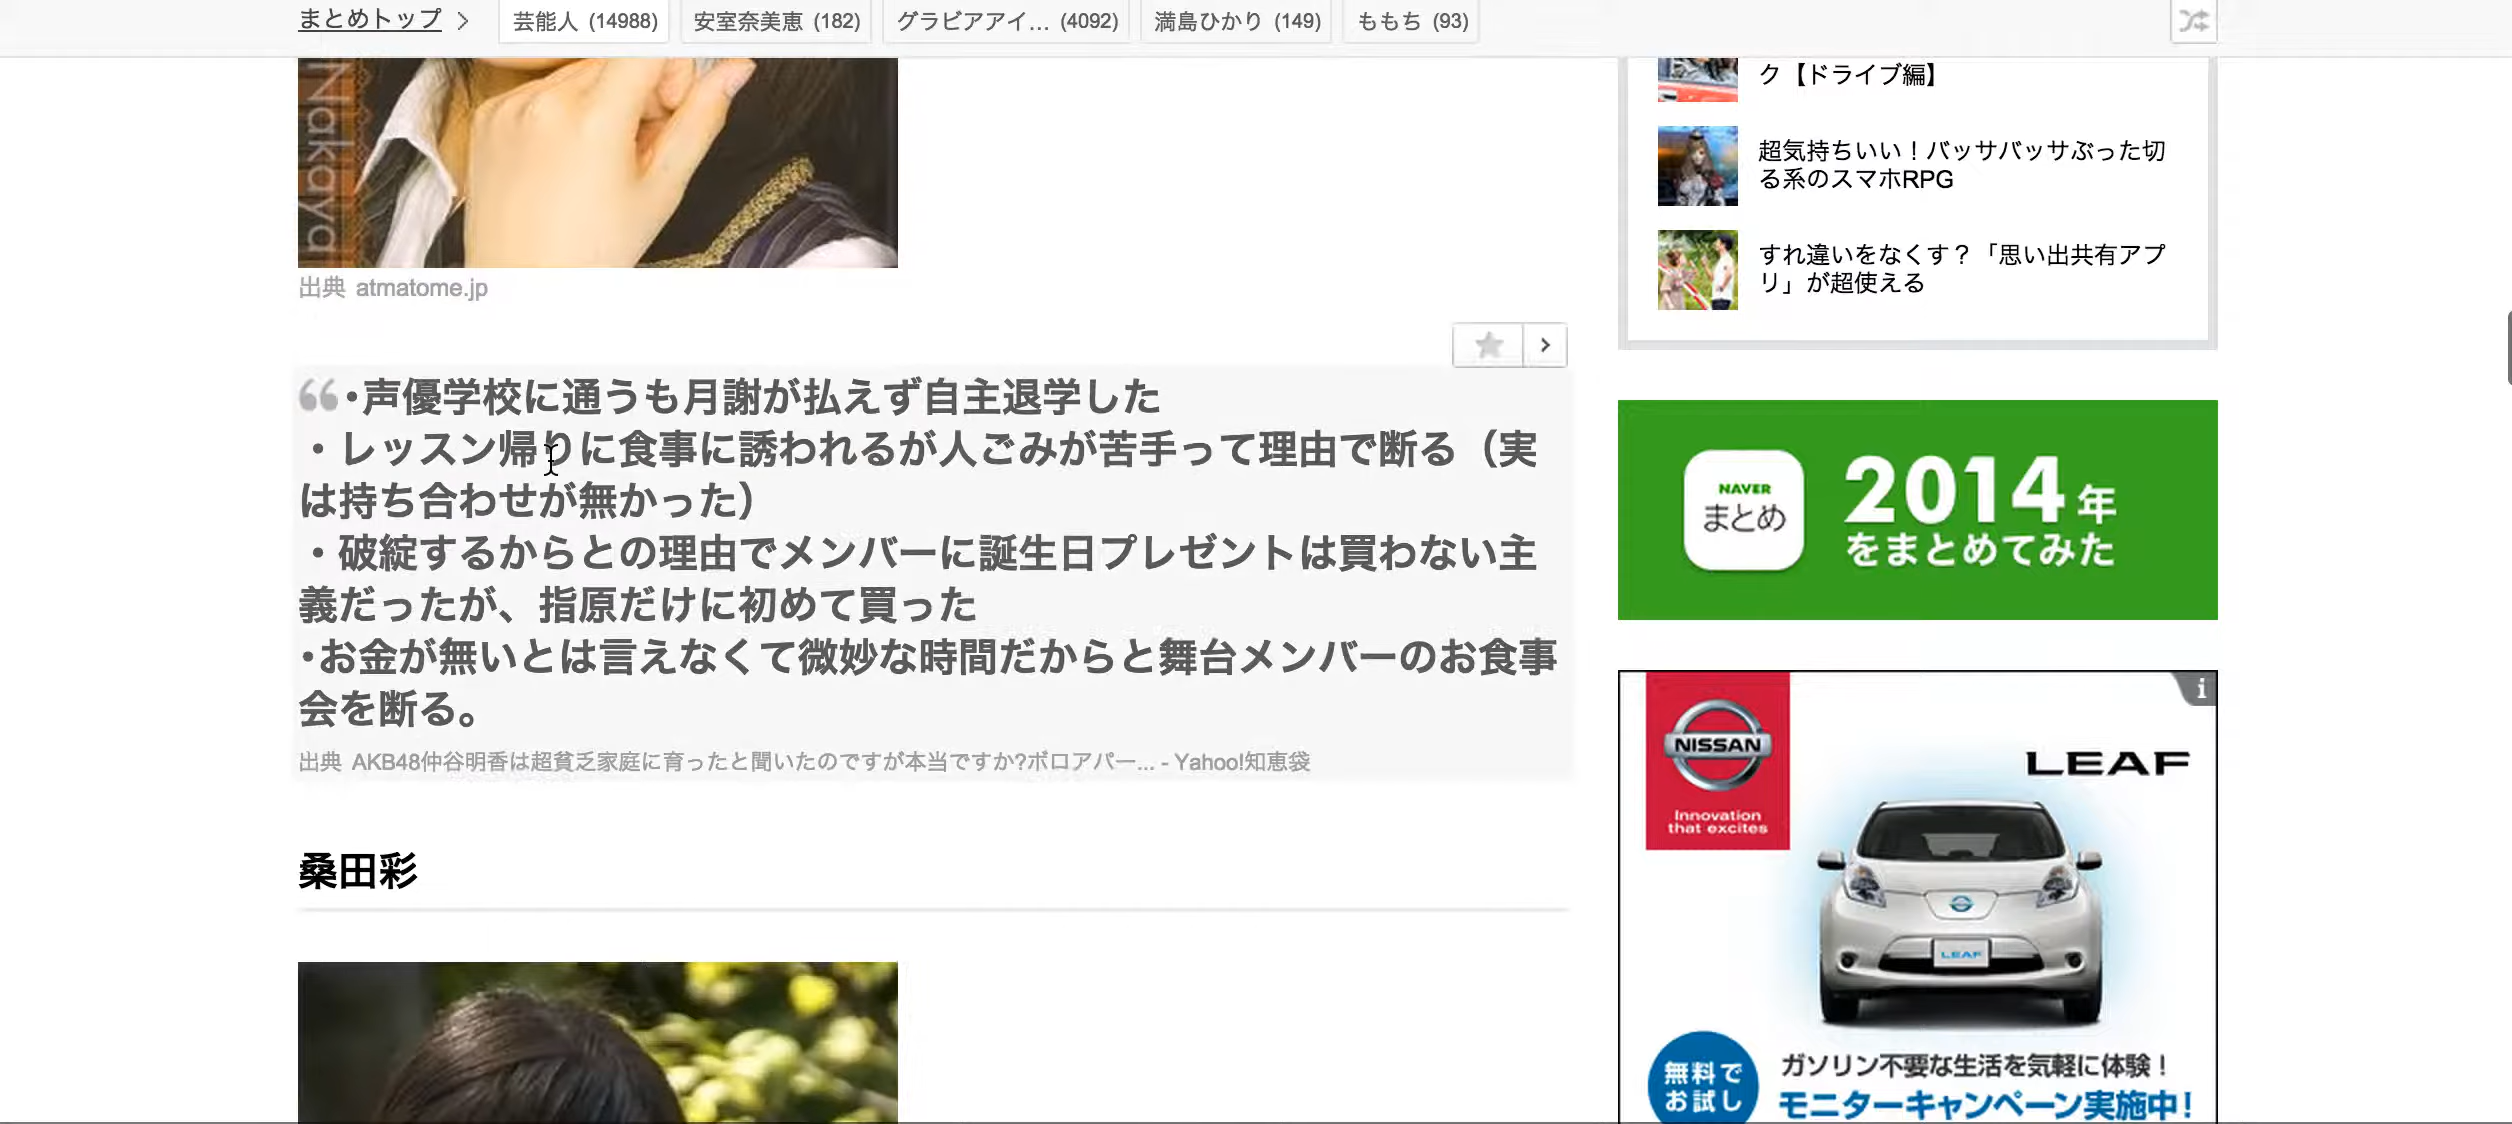 まとめトップ
芸能人 (14988)
安室奈美恵 (182)
グラビアアイ... (4092)
満島ひかり (149)
ももち (93)
Nakaya
出典 atmatome.jp
・声優学校に通うも月謝が払えず自主退学した
・レッスン帰りに食事に誘われるが人ごみが苦手って理由で断る（実
は持ち合わせが無かった）
・破綻するからとの理由でメンバーに誕生日プレゼントは買わない主
義だったが、指原だけに初めて買った
・お金が無いとは言えなくて微妙な時間だからと舞台メンバーのお食事
会を断る。
出典 AKB48仲谷明香は超貧乏家庭に育ったと聞いたのですが本当ですか?ボロアパー... - Yahoo!知恵袋
桑田彩
ク【ドライブ編】
超気持ちいい！バッサバッサぶった切
る系のスマホRPG
すれ違いをなくす？「思い出共有アプ
リ」が超使える
NAVER
まとめ
2014年
をまとめてみた
NISSAN
Innovation
that excites
LEAF
LEAF
無料で
お試し
ガソリン不要な生活を気軽に体験！
モニターキャンペーン実施中！